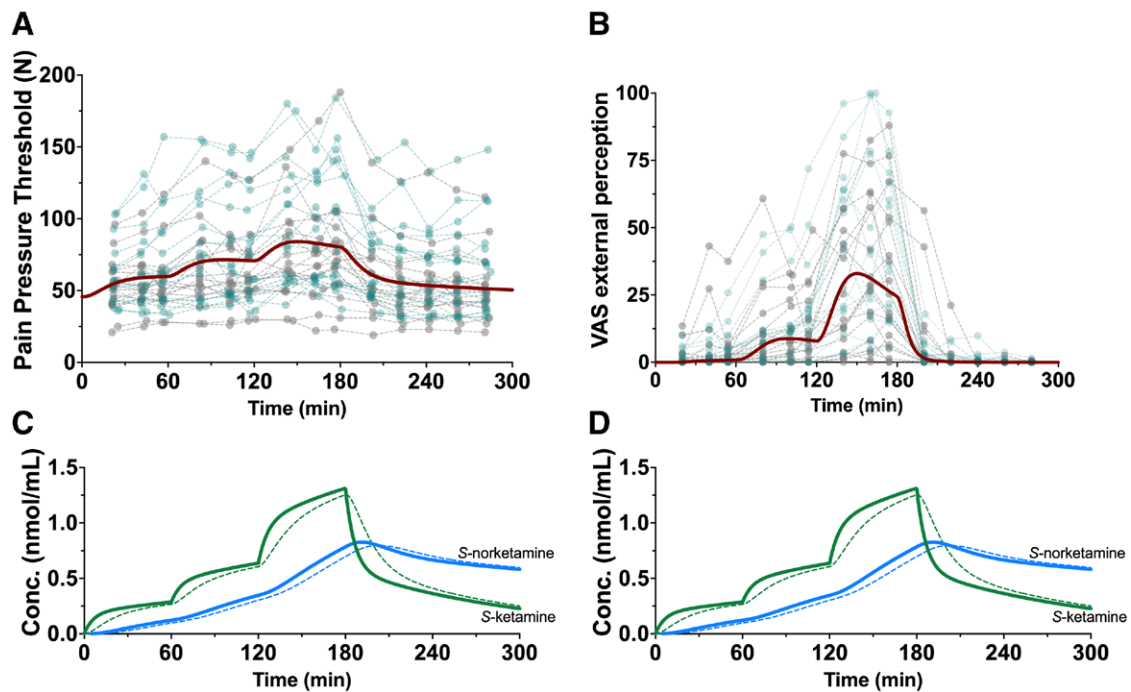 A
Pain Pressure Threshold (N)
200
150
100
50
0
0 60 120 180 240 300
Time (min)
B
VAS external perception
100
75
50
25
0
0 60 120 180 240 300
Time (min)
C
Conc. (nmol/mL)
1.5
1.0
0.5
0.0
S-norketamine
S-ketamine
0 60 120 180 240 300
Time (min)
D
Conc. (nmol/mL)
1.5
1.0
0.5
0.0
S-norketamine
S-ketamine
0 60 120 180 240 300
Time (min)